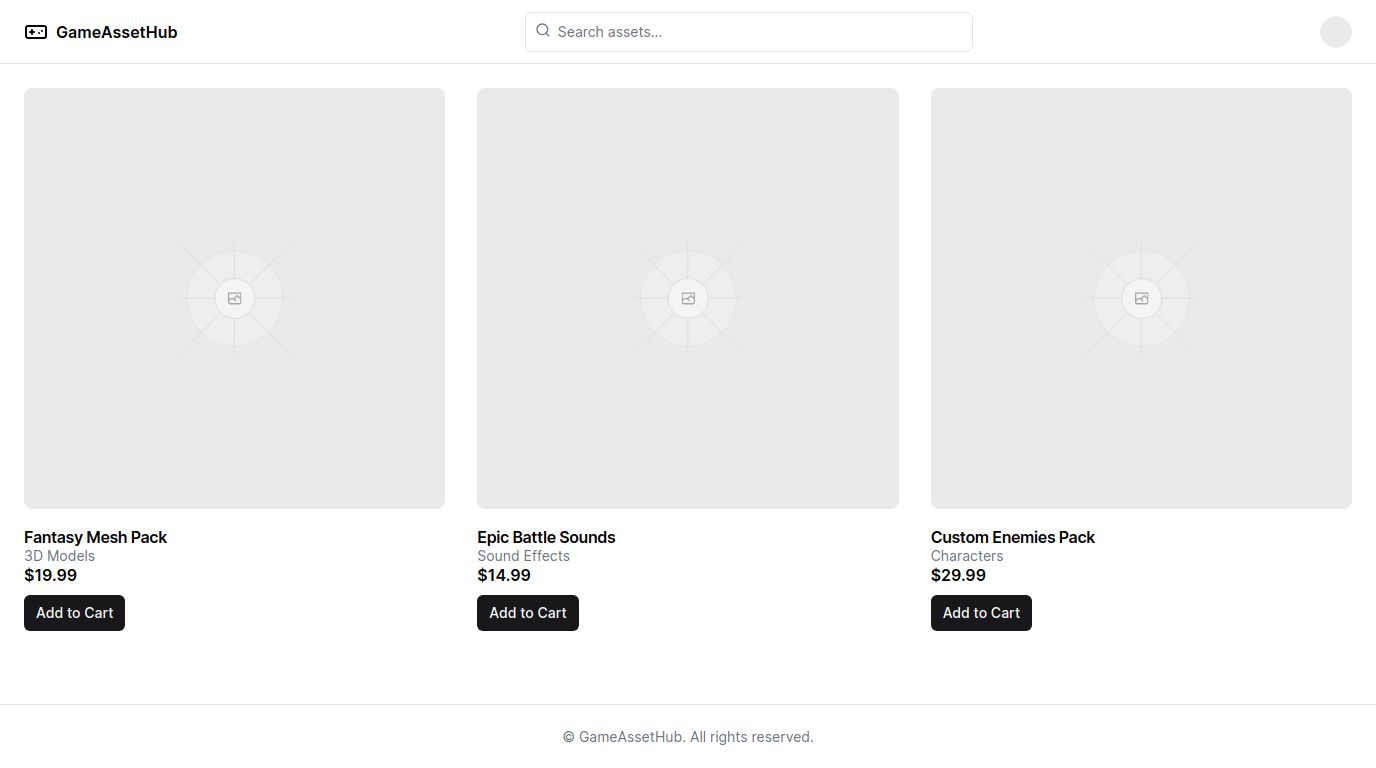 GameAssetHub
Search assets...
Fantasy Mesh Pack
3D Models
$19.99
Add to Cart
Epic Battle Sounds
Sound Effects
$14.99
Add to Cart
Custom Enemies Pack
Characters
$29.99
Add to Cart
© GameAssetHub. All rights reserved.